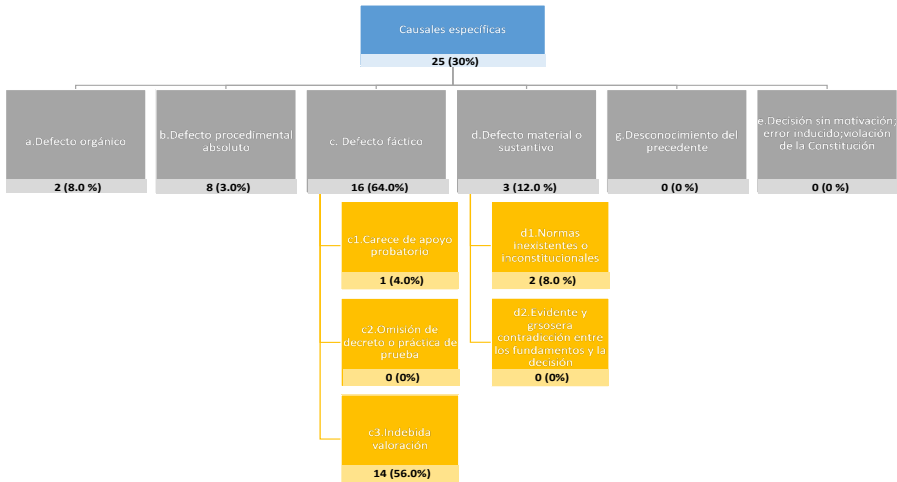 Causales específicas
25 (30%)
a.Defecto orgánico
2 (8.0 %)
b.Defecto procedimental
absoluto
8 (3.0%)
c. Defecto fáctico
16 (64.0%)
d.Defecto material o
sustantivo
3 (12.0 %)
g.Desconocimiento del
precedente
0 (0 %)
e.Decisión sin motivación;
error inducido;violación
de la Constitución
0 (0 %)
c1.Carece de apoyo
probatorio
1 (4.0%)
c2.Omisión de
decreto o práctica de
prueba
0 (0%)
c3.Indebida
valoración
14 (56.0%)
d1.Normas
inexistentes o
inconstitucionales
2 (8.0 %)
d2.Evidente y
grsosera
contradicción entre
los fundamentos y la
decisión
0 (0%)